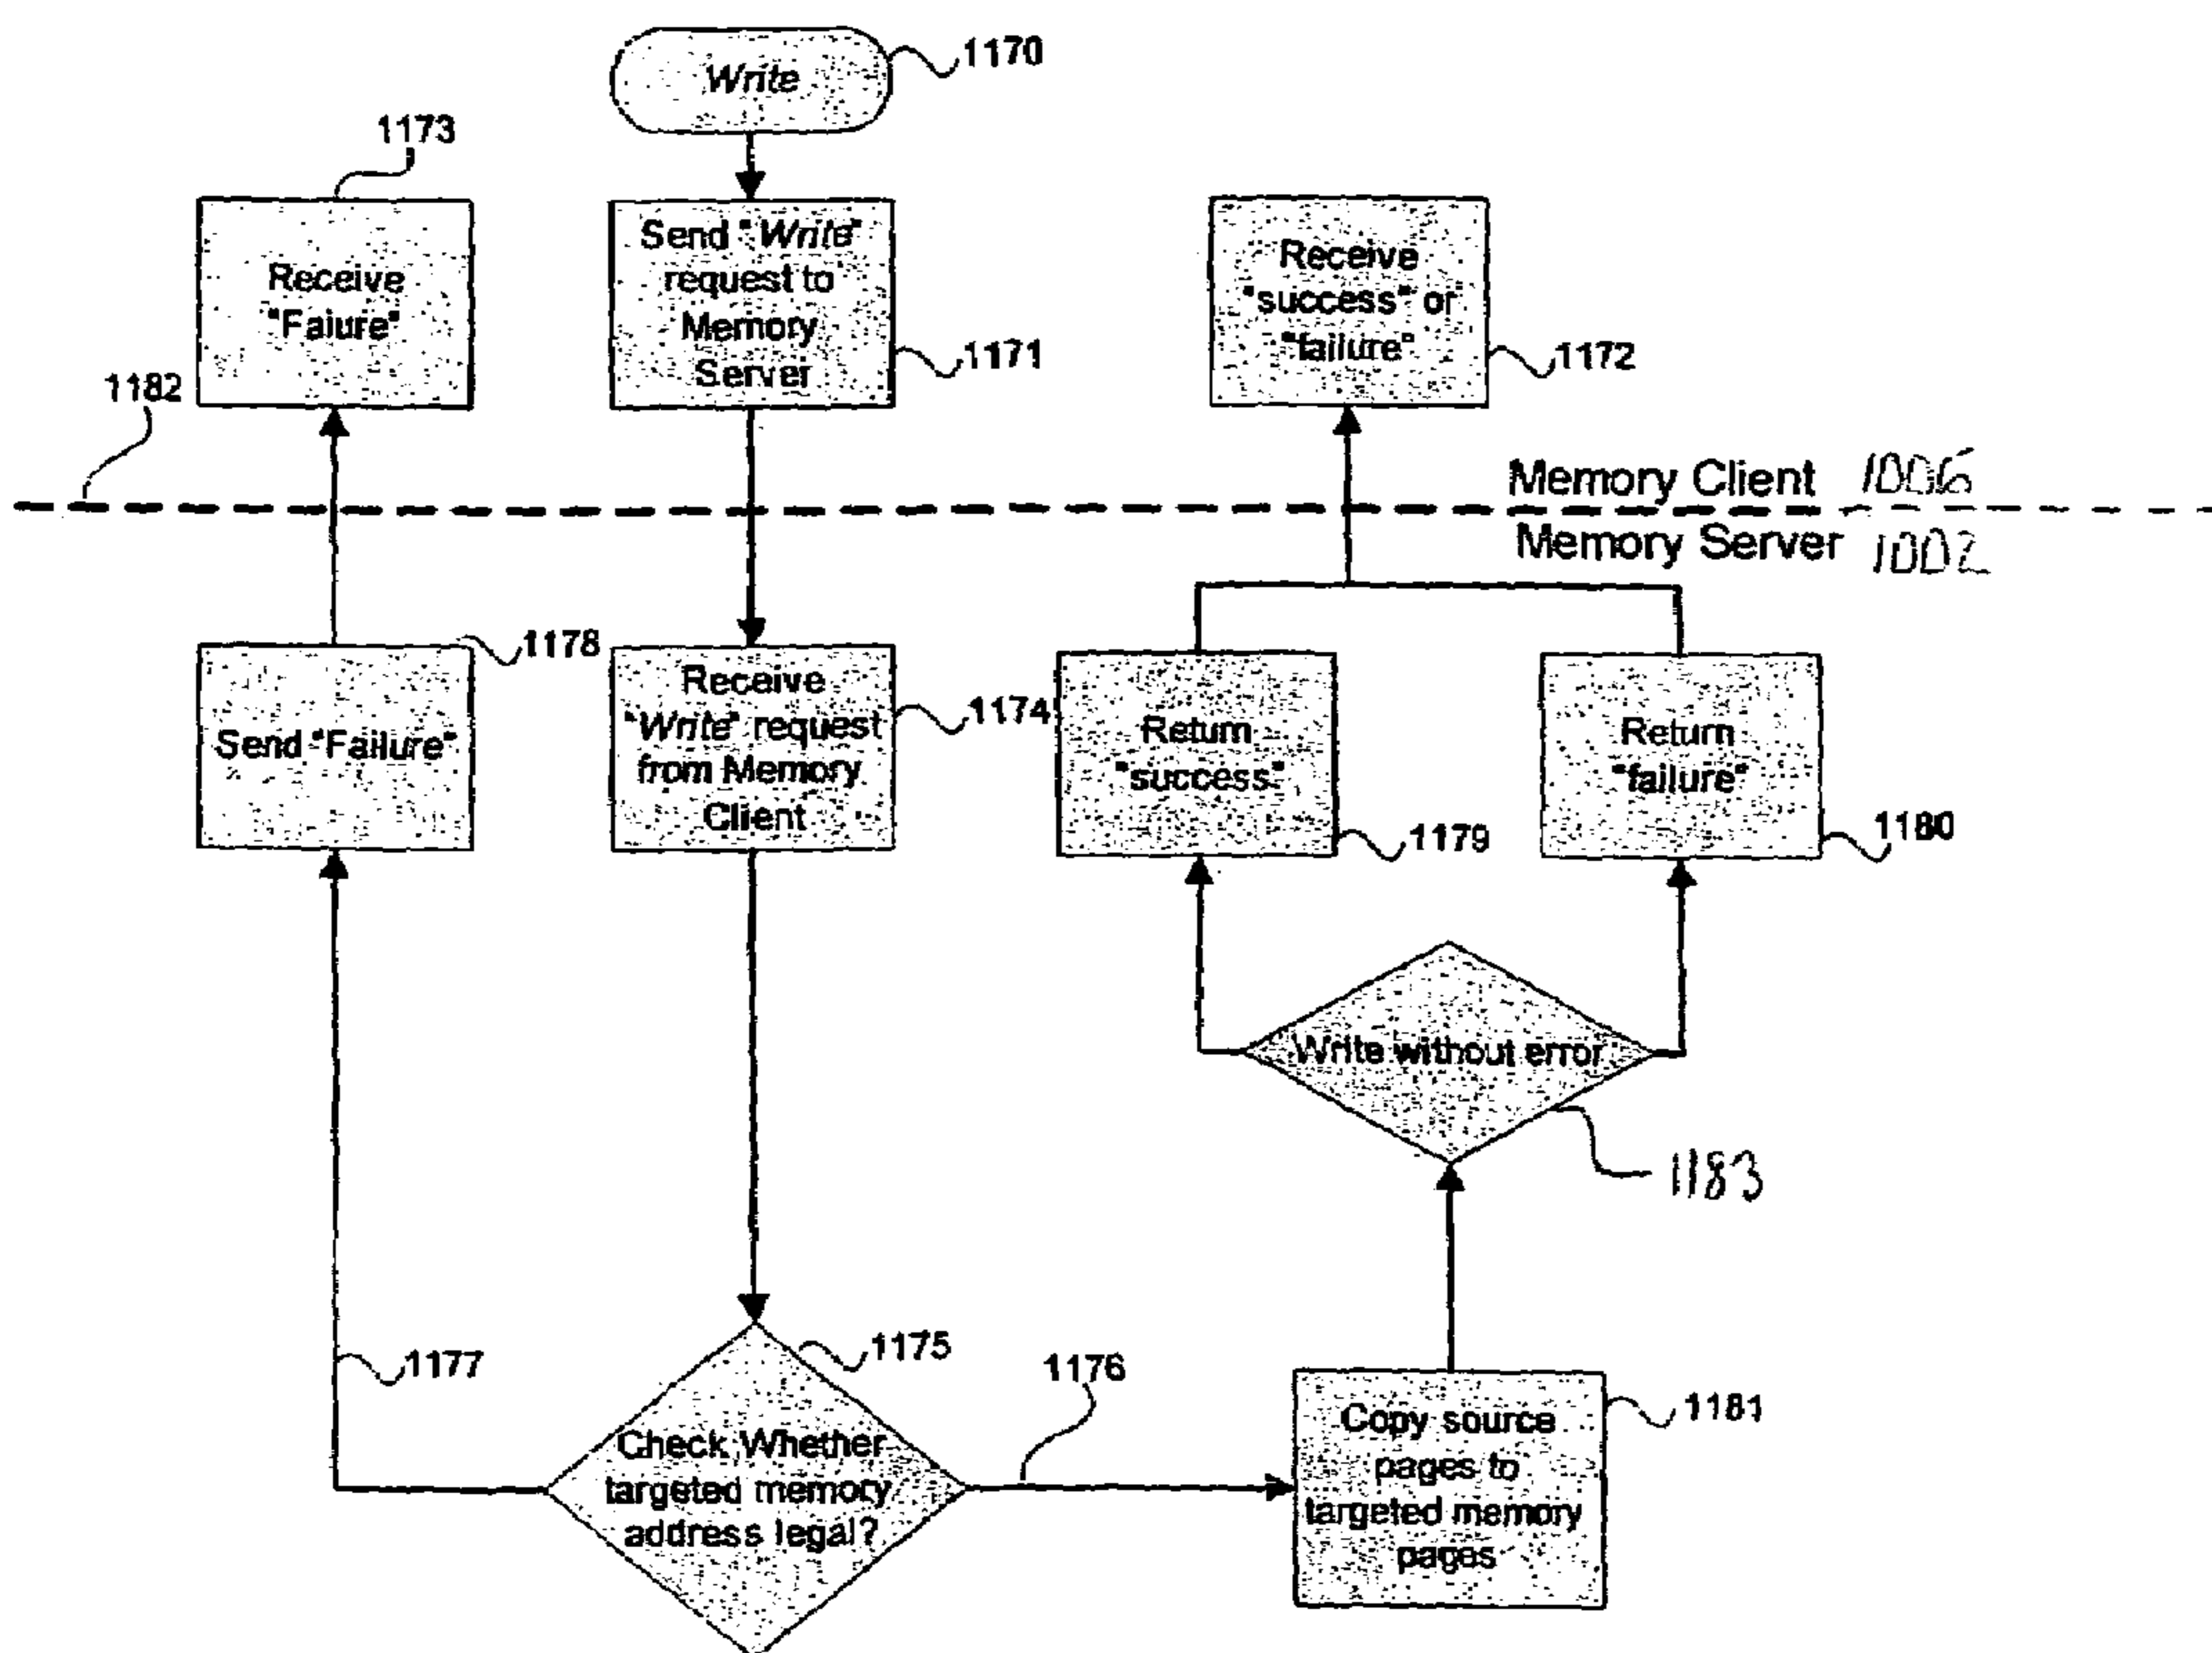 Write
1170
1173
Receive
"Faiure"
Send "Write"
request to
Memory
Server
1171
Receive
"success" or
"failure"
1172
1182
Memory Client 1006
Memory Server 1002
1178
Send "Failure"
Receive
"Write" request
from Memory
Client
1174
Return
"success"
1179
Return
"failure"
1180
Write without error
1183
1177
1175
Check Whether
targeted memory
address legal?
1176
Copy source
pages to
targeted memory
pages
1181